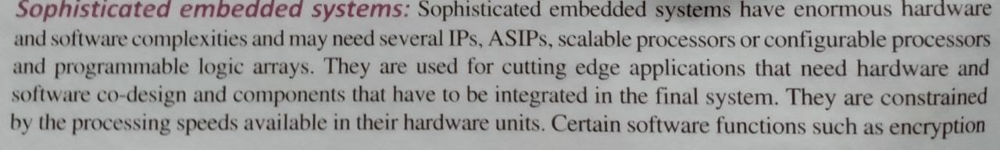 Sophisticated embedded systems: Sophisticated embedded systems have enormous hardware
and software complexities and may need several IPs, ASIPs, scalable processors or configurable processors
and programmable logic arrays. They are used for cutting edge applications that need hardware and
software co-design and components that have to be integrated in the final system. They are constrained
by the processing speeds available in their hardware units. Certain software functions such as encryption